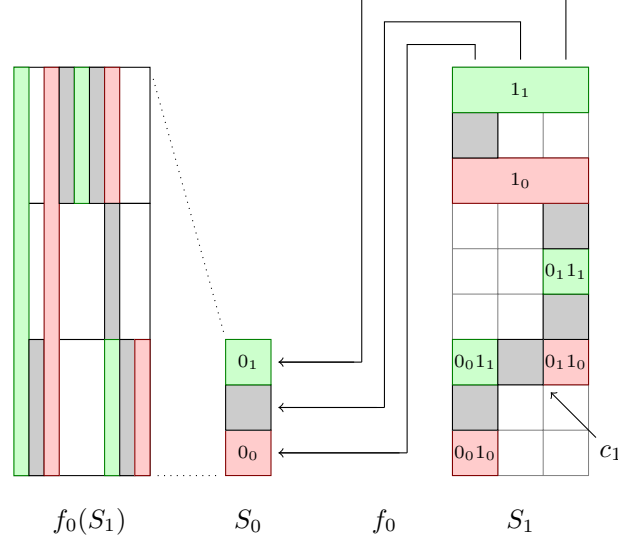 1₁
1₀
0₁1₁
0₁ 0₀1₁ 0₁1₀
0₀ 0₀1₀ c₁
f₀(S₁) S₀ f₀ S₁